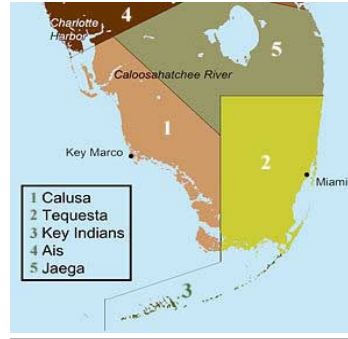 4
Charlotte
Harbor
5
Caloosahatchee River
1
Key Marco
2
Miami
1 Calusa
2 Tequesta
3 Key Indians
4 Ais
5 Jaega
3